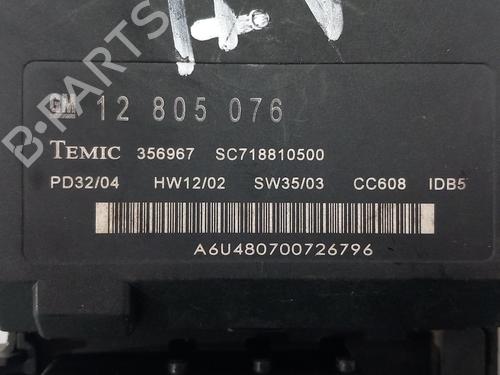 GM 12 805 076
TEMIC 356967 SC718810500
PD32/04 HW12/02 SW35/03 CC608 IDB5
A6U480700726796
B-PARTS